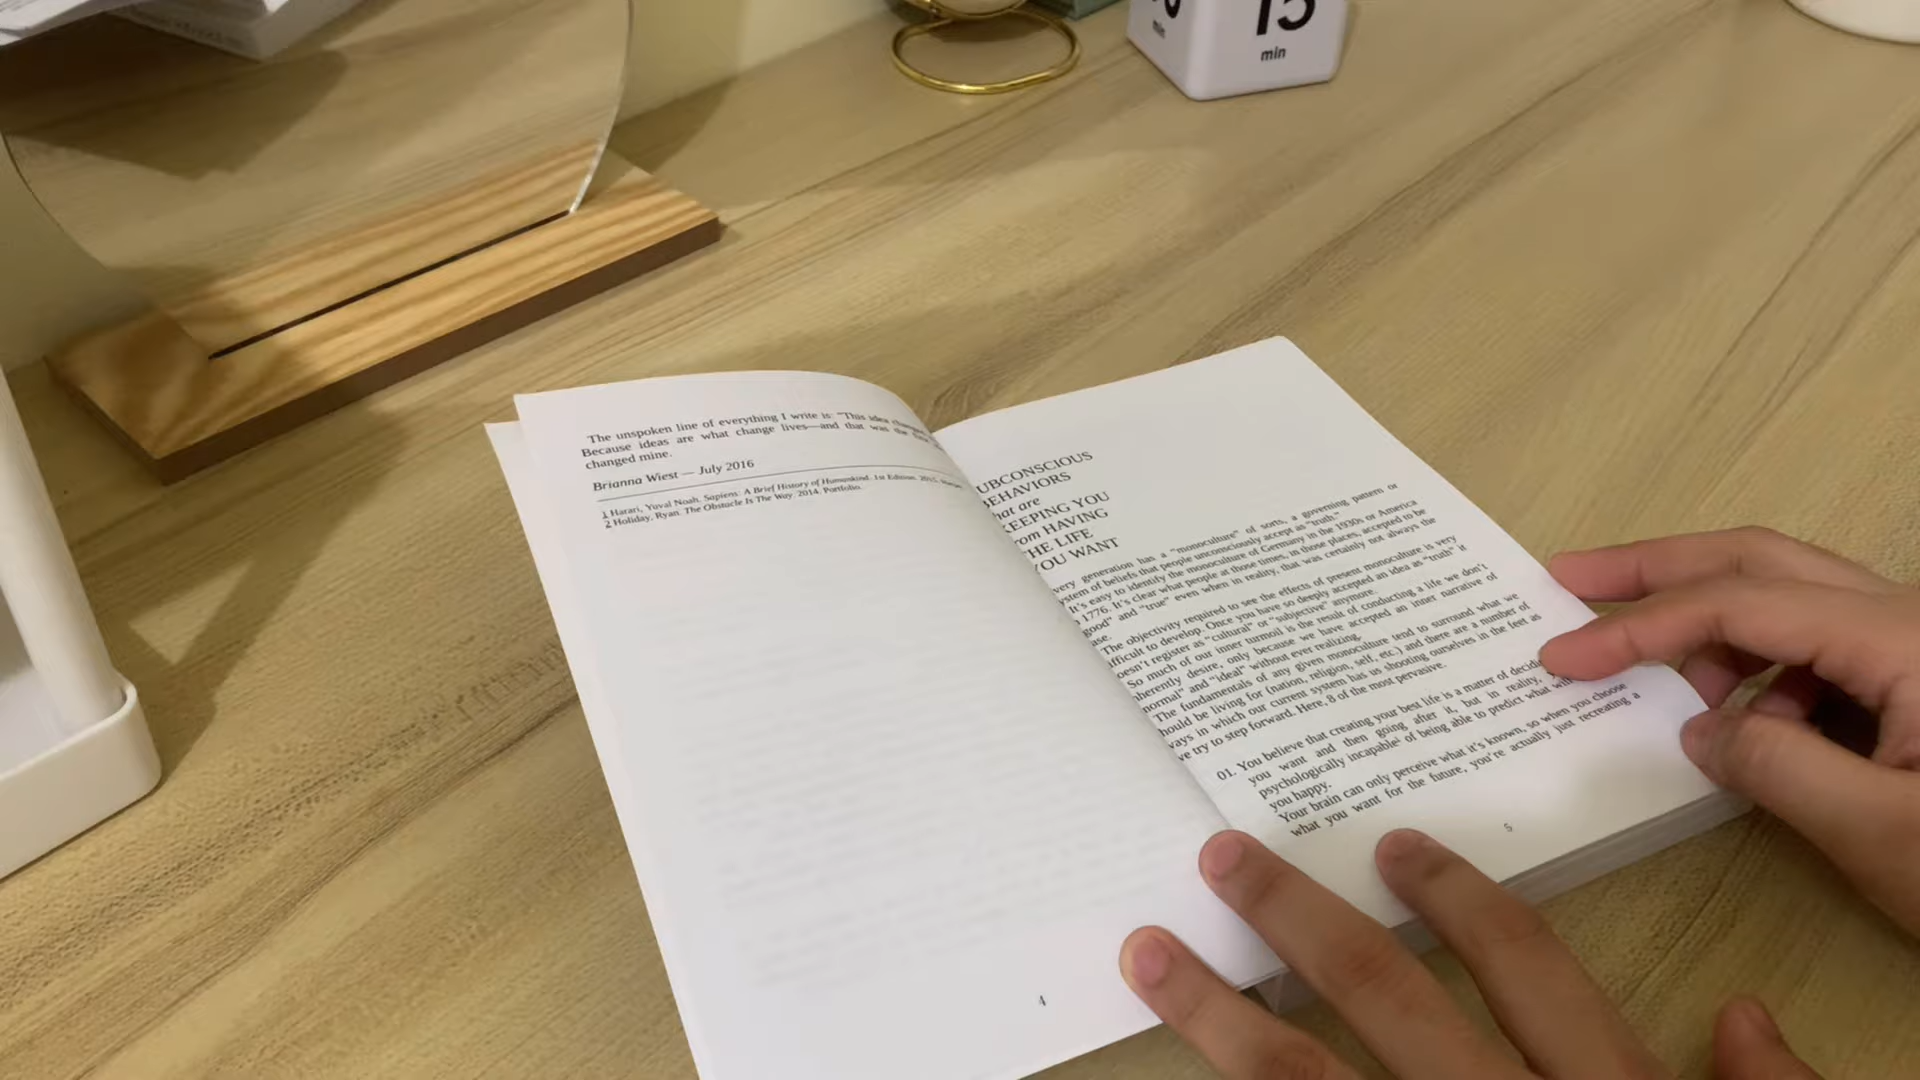 15
min
min
The unspoken line of everything I write is: "This idea changed
Because ideas are what change lives—and that was the first
changed mine.
Brianna Wiest — July 2016
1 Harari, Yuval Noah. Sapiens: A Brief History of Humankind. 1st Edition. 2015.
2 Holiday, Ryan. The Obstacle Is The Way. 2014. Portfolio.
4
UBCONSCIOUS
BEHAVIORS
hat are
KEEPING YOU
rom HAVING
THE LIFE
YOU WANT
very generation has a "monoculture" of sorts, a governing pattern or
ystem of beliefs that people unconsciously accept as "truth."
It's easy to identify the monoculture of Germany in the 1930s or America
1776. It's clear what people at those times, in those places, accepted to be
good" and "true" even when in reality, that was certainly not always the
ase.
The objectivity required to see the effects of present monoculture is very
ifficult to develop. Once you have so deeply accepted an idea as "truth" it
oesn't register as "cultural" or "subjective" anymore.
So much of our inner turmoil is the result of conducting a life we don't
nherently desire, only because we have accepted an inner narrative of
normal" and "ideal" without ever realizing.
The fundamentals of any given monoculture tend to surround what we
hould be living for (nation, religion, self, etc.) and there are a number of
ways in which our current system has us shooting ourselves in the feet as
we try to step forward. Here, 8 of the most pervasive.
01. You believe that creating your best life is a matter of decidi
you want and then going after it, but in reality,
psychologically incapable of being able to predict what will
you happy.
Your brain can only perceive what it's known, so when you choose
what you want for the future, you're actually just recreating a
5